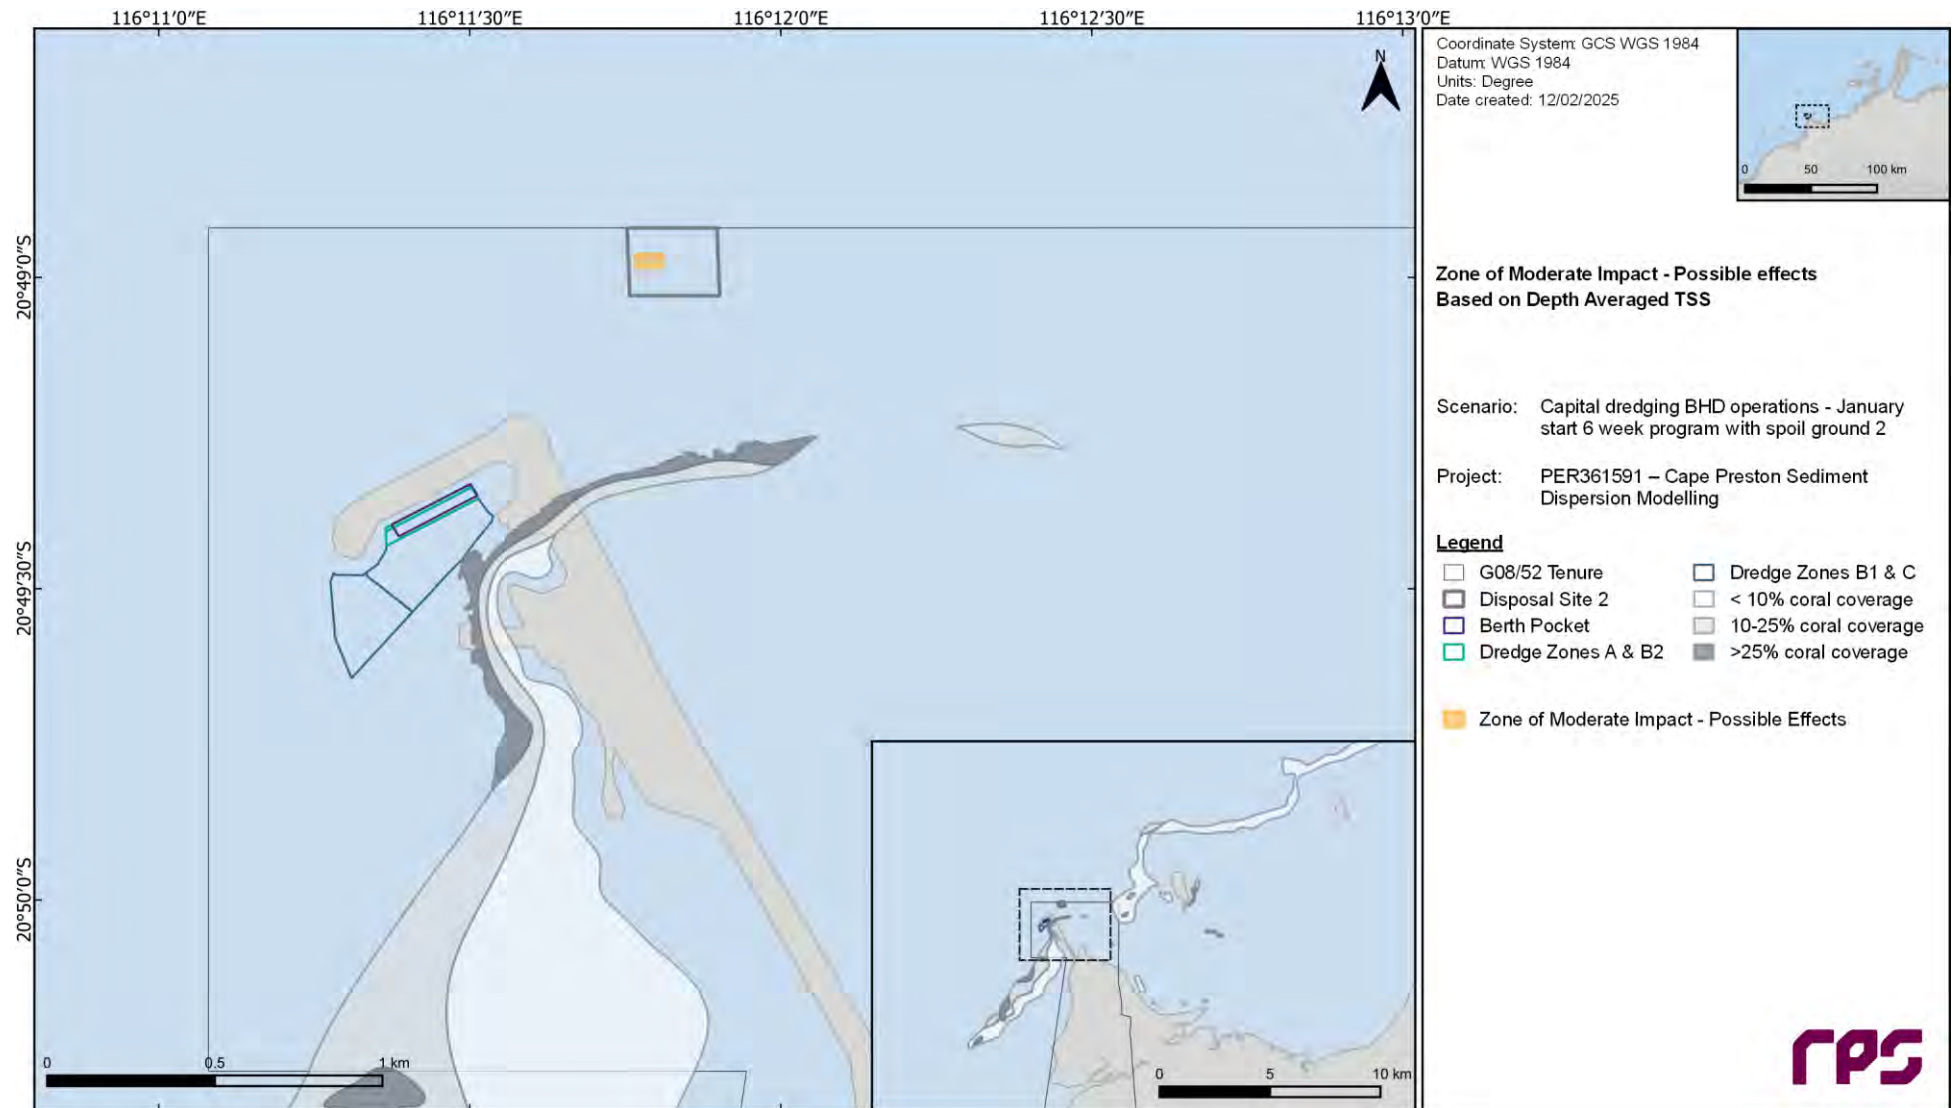 116°11′0″E 116°11′30″E 116°12′0″E 116°12′30″E 116°13′0″E
N
20°49′0″S
20°49′30″S
20°50′0″S
0 0.5 1 km
0 5 10 km
Coordinate System: GCS WGS 1984
Datum: WGS 1984
Units: Degree
Date created: 12/02/2025
0 50 100 km
Zone of Moderate Impact - Possible effects
Based on Depth Averaged TSS
Scenario: Capital dredging BHD operations - January
start 6 week program with spoil ground 2
Project: PER361591 – Cape Preston Sediment
Dispersion Modelling
Legend
G08/52 Tenure
Disposal Site 2
Berth Pocket
Dredge Zones A & B2
Dredge Zones B1 & C
< 10% coral coverage
10-25% coral coverage
>25% coral coverage
Zone of Moderate Impact - Possible Effects
rps